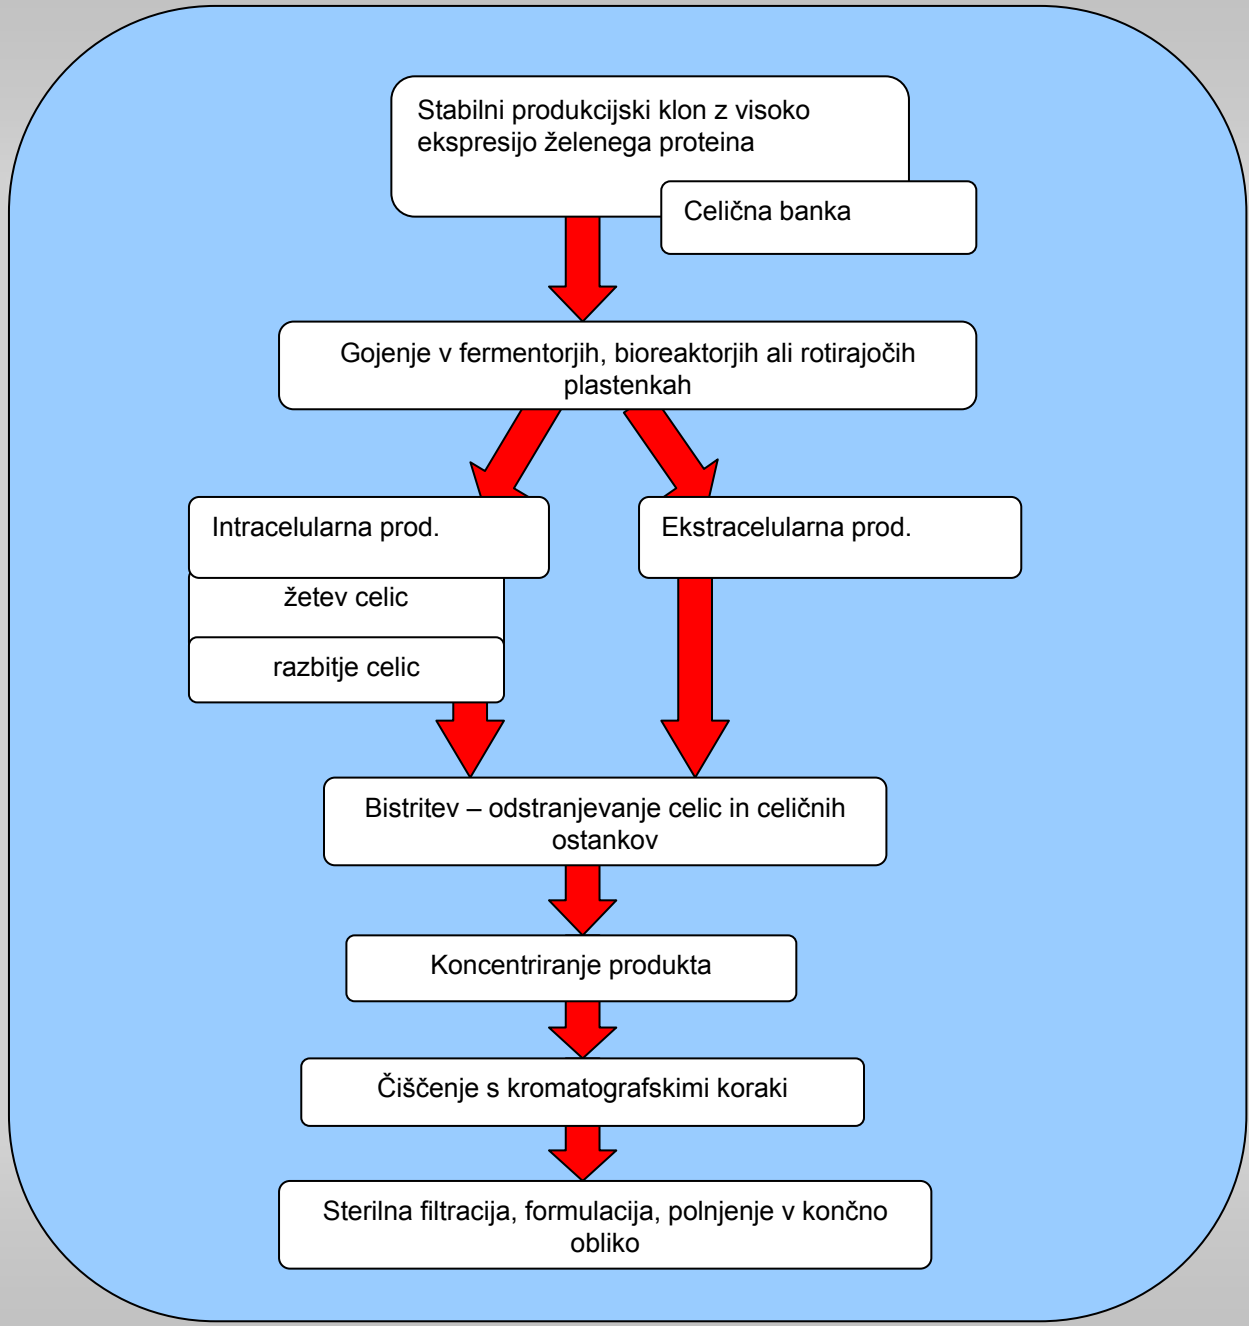 Stabilni produkcijski klon z visoko
ekspresijo želenega proteina
Celična banka
Gojenje v fermentorjih, bioreaktorjih ali rotirajočih
plastenkah
Intracelularna prod.
Ekstracelularna prod.
žetev celic
razbitje celic
Bistritev – odstranjevanje celic in celičnih
ostankov
Koncentriranje produkta
Čiščenje s kromatografskimi koraki
Sterilna filtracija, formulacija, polnjenje v končno
obliko